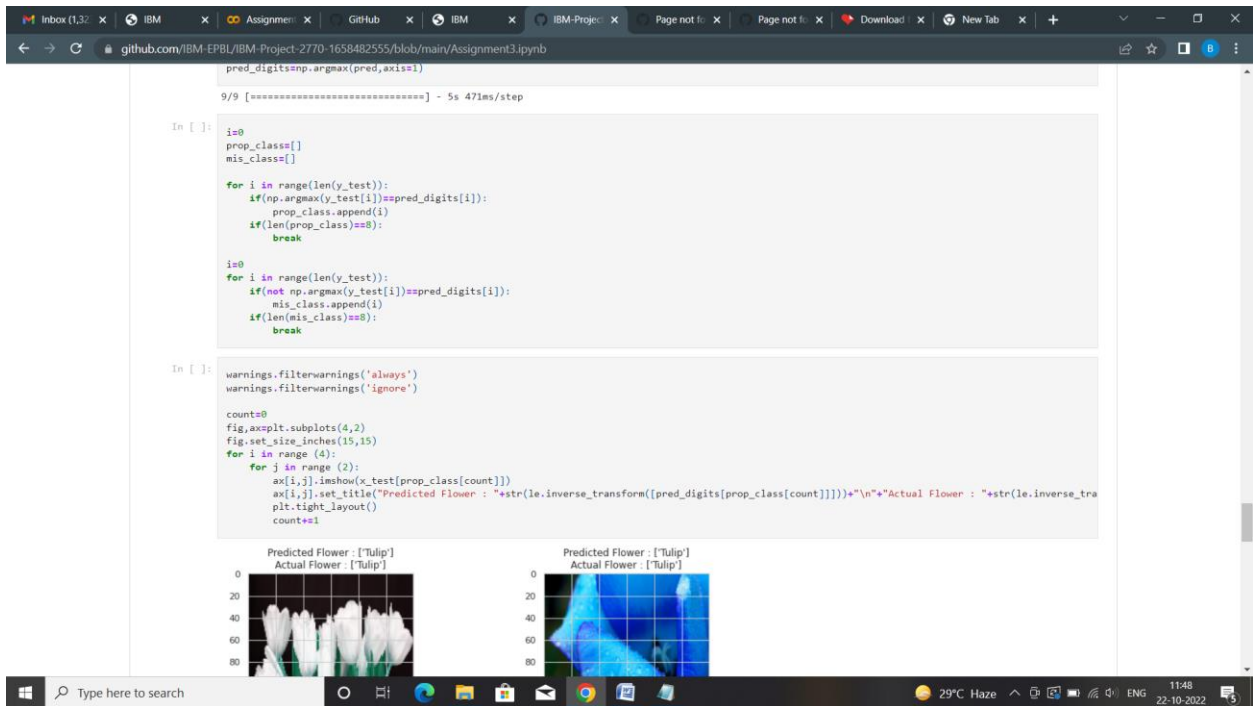 Inbox (1,32
IBM
Assignment
GitHub
IBM
IBM-Project
Page not fo
Page not fo
Download
New Tab
github.com/IBM-EPBL/IBM-Project-2770-1658482555/blob/main/Assignment3.ipynb
B
pred_digits=np.argmax(pred,axis=1)
9/9 [==============================] - 5s 471ms/step
In [ ]:
i=0
prop_class=[]
mis_class=[]
for i in range(len(y_test)):
    if(np.argmax(y_test[i])==pred_digits[i]):
        prop_class.append(i)
    if(len(prop_class)==8):
        break
i=0
for i in range(len(y_test)):
    if(not np.argmax(y_test[i])==pred_digits[i]):
        mis_class.append(i)
    if(len(mis_class)==8):
        break
In [ ]:
warnings.filterwarnings('always')
warnings.filterwarnings('ignore')
count=0
fig,ax=plt.subplots(4,2)
fig.set_size_inches(15,15)
for i in range (4):
    for j in range (2):
        ax[i,j].imshow(x_test[prop_class[count]])
        ax[i,j].set_title("Predicted Flower : "+str(le.inverse_transform([pred_digits[prop_class[count]]]))+"\n"+"Actual Flower : "+str(le.inverse_tra
        plt.tight_layout()
        count+=1
Predicted Flower : ['Tulip']
Actual Flower : ['Tulip']
0
20
40
60
80
Predicted Flower : ['Tulip']
Actual Flower : ['Tulip']
0
20
40
60
80
Type here to search
29°C Haze
ENG
11:48
22-10-2022
5